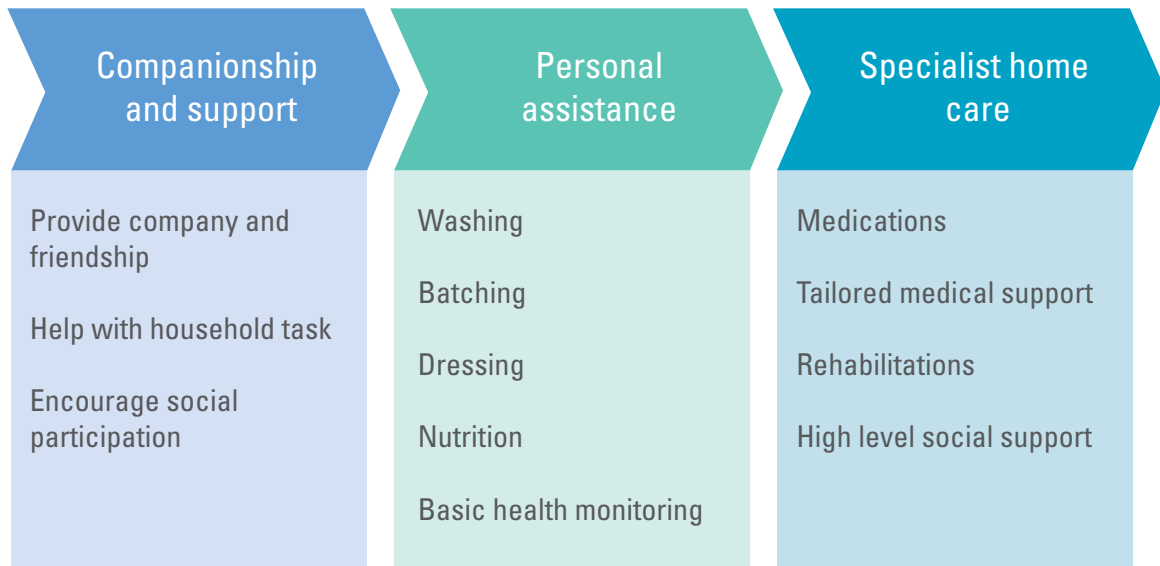 Companionship
and support
Provide company and
friendship
Help with household task
Encourage social
participation
Personal
assistance
Washing
Batching
Dressing
Nutrition
Basic health monitoring
Specialist home
care
Medications
Tailored medical support
Rehabilitations
High level social support